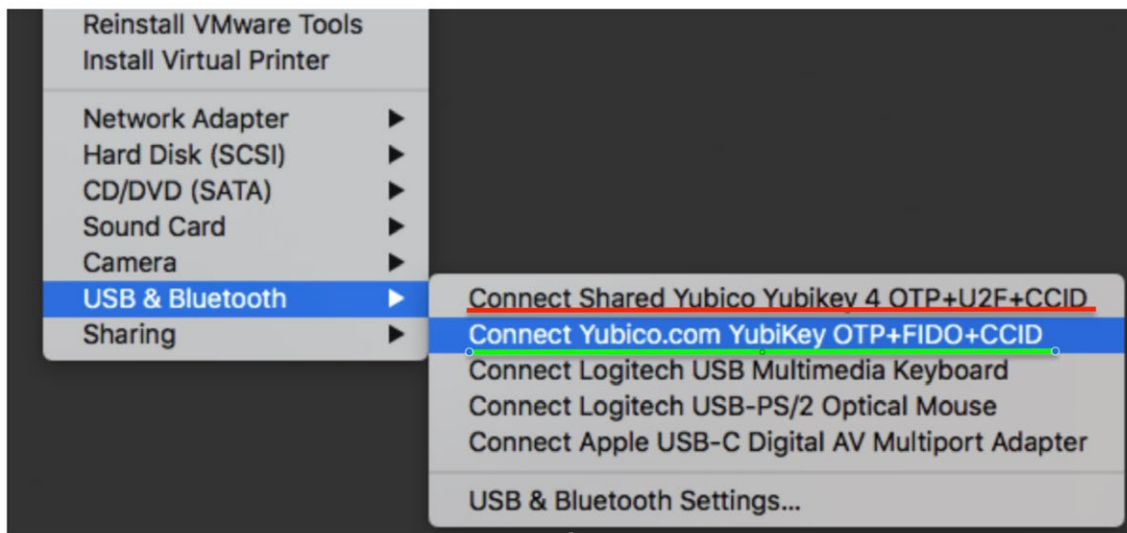 Reinstall VMware Tools
Install Virtual Printer
Network Adapter
Hard Disk (SCSI)
CD/DVD (SATA)
Sound Card
Camera
USB & Bluetooth
Sharing
Connect Shared Yubico Yubikey 4 OTP+U2F+CCID
Connect Yubico.com YubiKey OTP+FIDO+CCID
Connect Logitech USB Multimedia Keyboard
Connect Logitech USB-PS/2 Optical Mouse
Connect Apple USB-C Digital AV Multiport Adapter
USB & Bluetooth Settings...